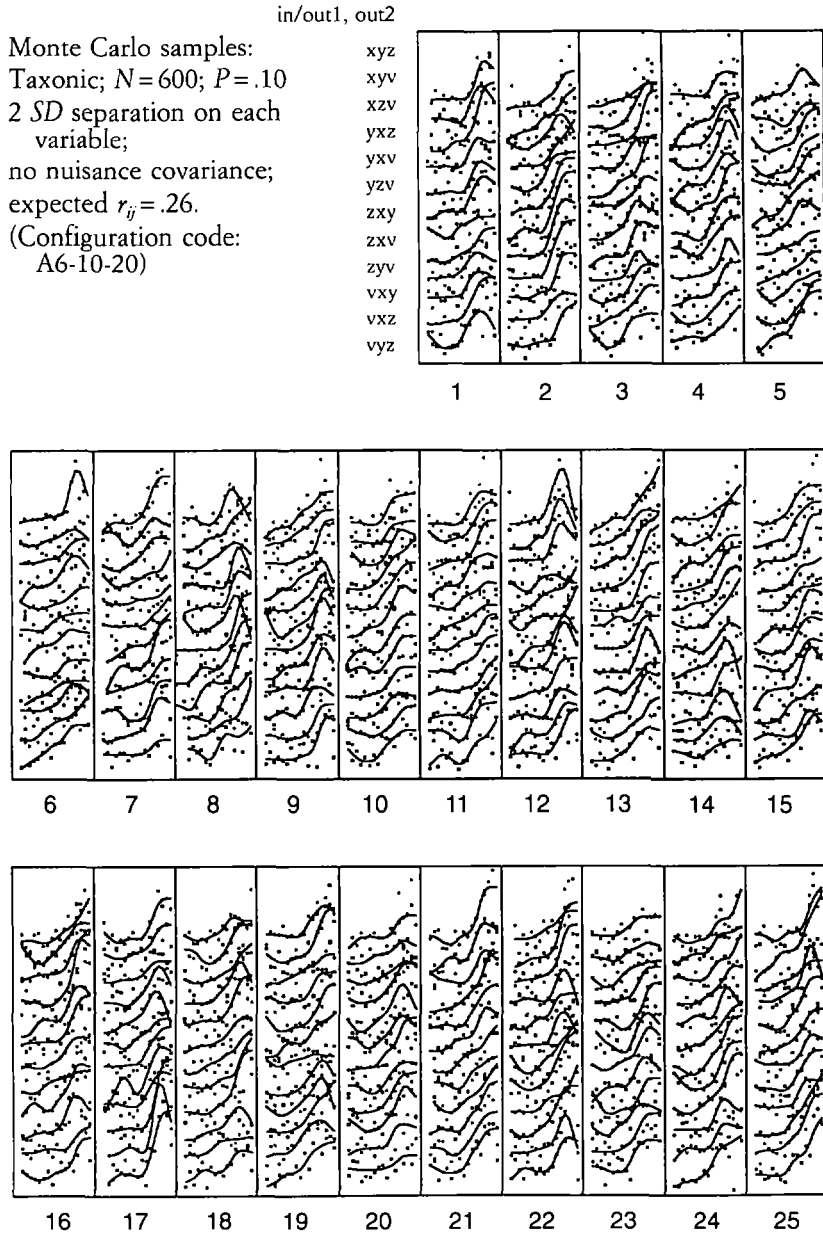 in/out1, out2
Monte Carlo samples:
Taxonic; N=600; P=.10
2 SD separation on each
variable;
no nuisance covariance;
expected rij=.26.
(Configuration code:
A6-10-20)
xyz
xyv
xzv
yxz
yxv
yzv
zxy
zxv
zyv
vxy
vxz
vyz
1 2 3 4 5
6 7 8 9 10 11 12 13 14 15
16 17 18 19 20 21 22 23 24 25